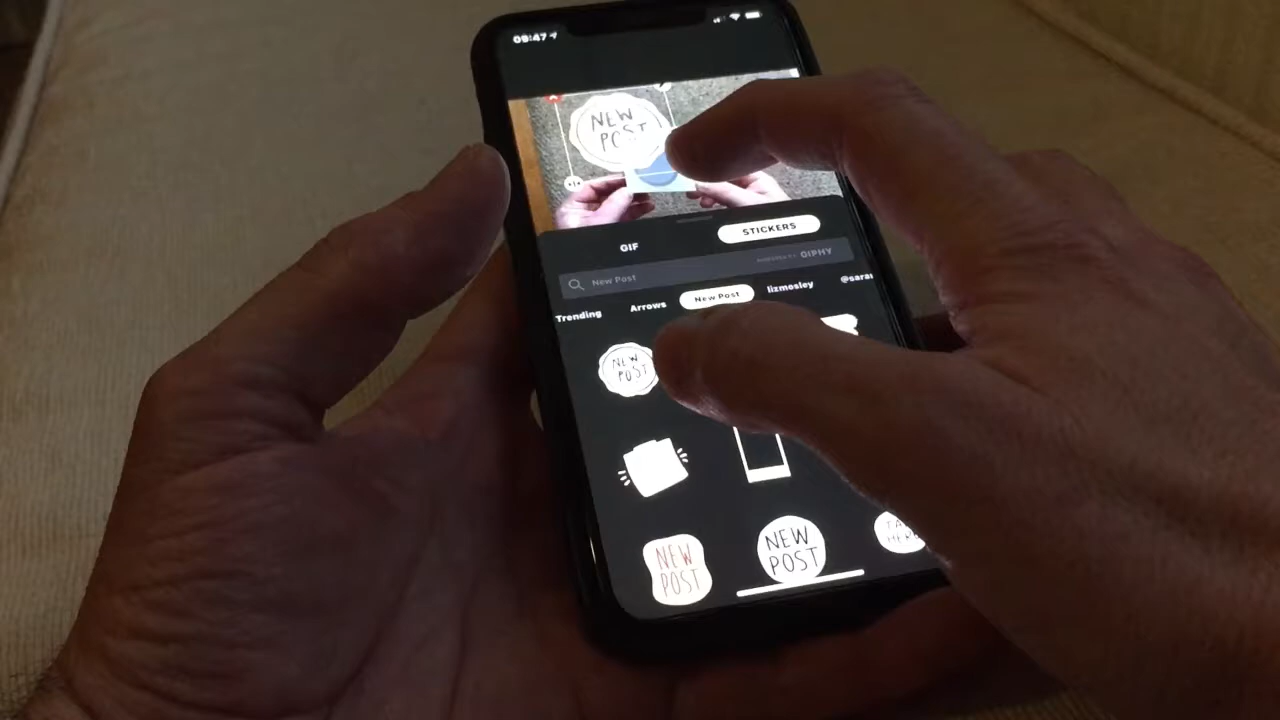 09:47
NEW
POST
GIF
STICKERS
New Post
GIPHY
Trending
Arrows
New Post
lizmosley
NEW
POST
NEW
POST
NEW
POST